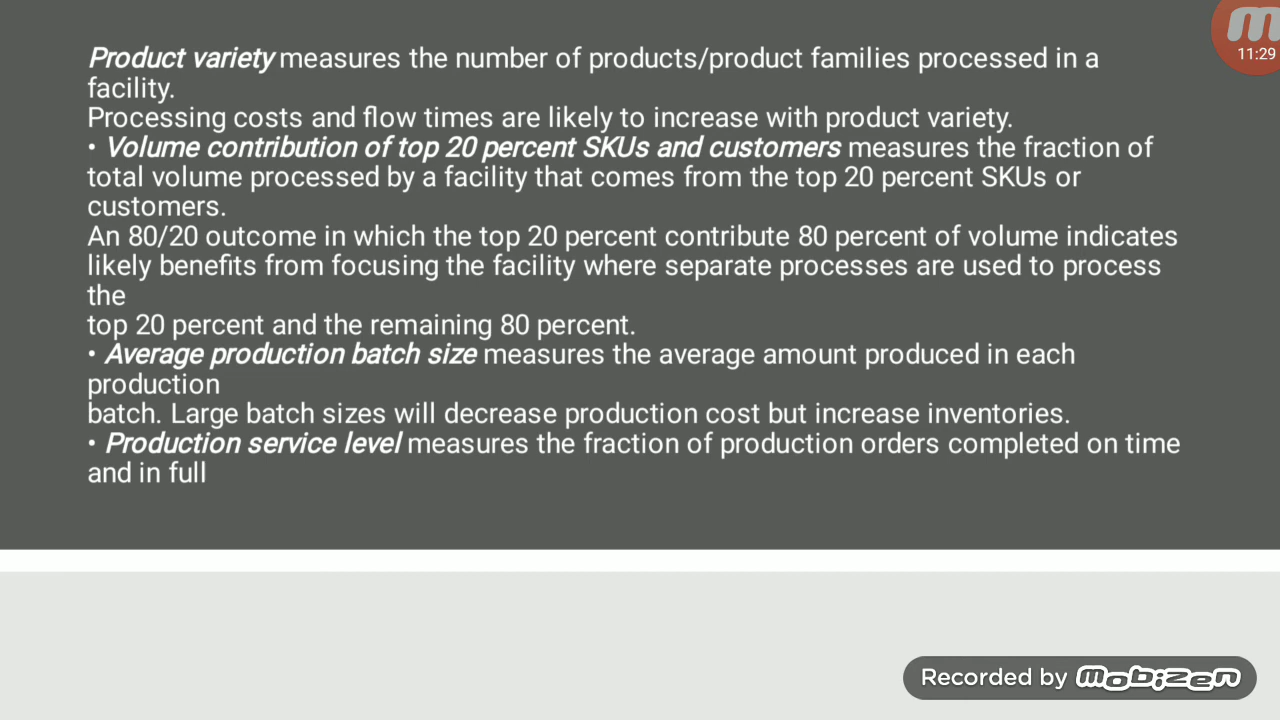 Product variety measures the number of products/product families processed in a
facility.
Processing costs and flow times are likely to increase with product variety.
• Volume contribution of top 20 percent SKUs and customers measures the fraction of
total volume processed by a facility that comes from the top 20 percent SKUs or
customers.
An 80/20 outcome in which the top 20 percent contribute 80 percent of volume indicates
likely benefits from focusing the facility where separate processes are used to process
the
top 20 percent and the remaining 80 percent.
• Average production batch size measures the average amount produced in each
production
batch. Large batch sizes will decrease production cost but increase inventories.
• Production service level measures the fraction of production orders completed on time
and in full
11:29
Recorded by mobizen